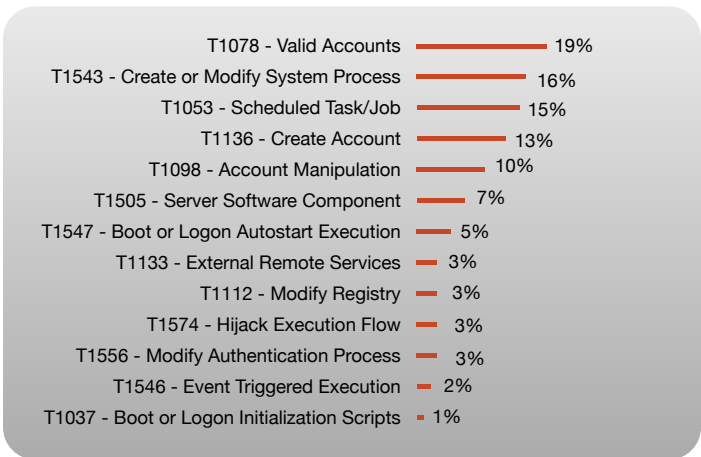 T1078 - Valid Accounts 19%
T1543 - Create or Modify System Process 16%
T1053 - Scheduled Task/Job 15%
T1136 - Create Account 13%
T1098 - Account Manipulation 10%
T1505 - Server Software Component 7%
T1547 - Boot or Logon Autostart Execution 5%
T1133 - External Remote Services 3%
T1112 - Modify Registry 3%
T1574 - Hijack Execution Flow 3%
T1556 - Modify Authentication Process 3%
T1546 - Event Triggered Execution 2%
T1037 - Boot or Logon Initialization Scripts 1%